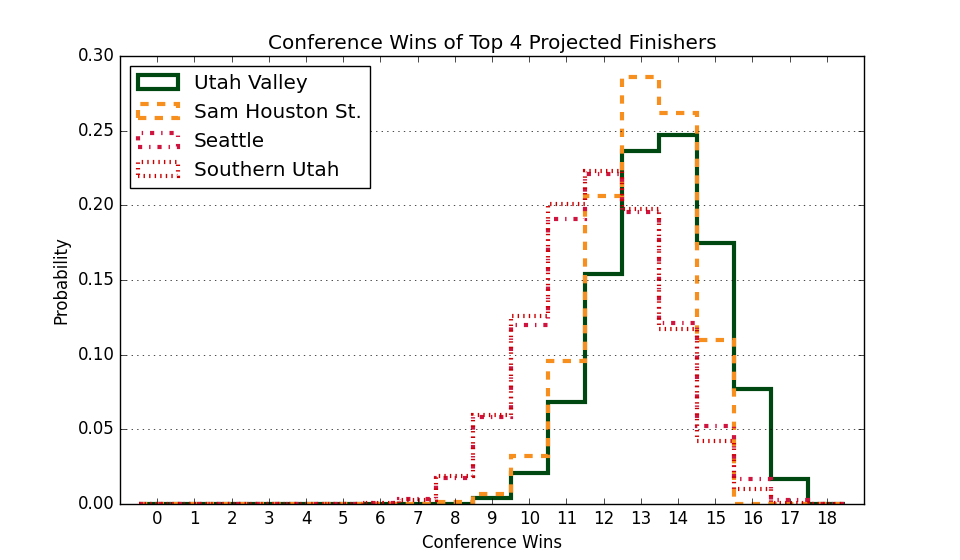 Conference Wins of Top 4 Projected Finishers
0.30
0.25
0.20
0.15
0.10
0.05
0.00
Probability
Utah Valley
Sam Houston St.
Seattle
Southern Utah
0 1 2 3 4 5 6 7 8 9 10 11 12 13 14 15 16 17 18
Conference Wins